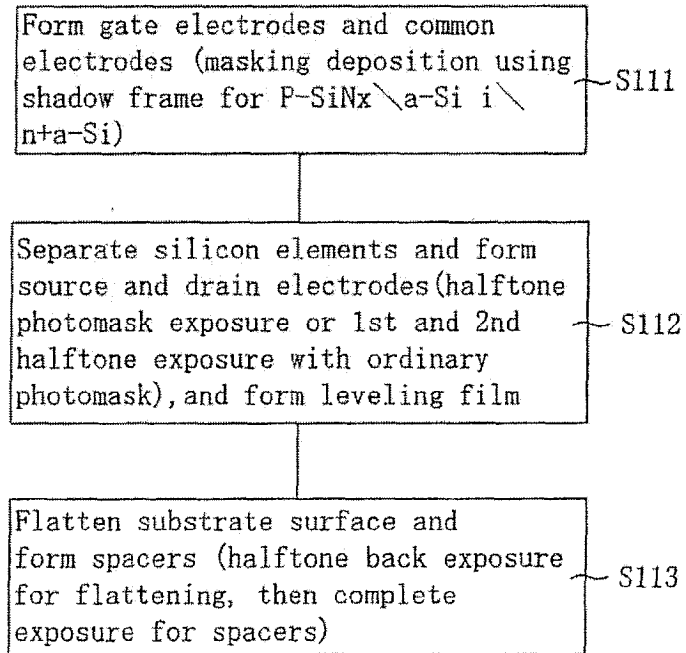 Form gate electrodes and common
electrodes (masking deposition using
shadow frame for P-SiNx\a-Si i\
n+a-Si)
S111
Separate silicon elements and form
source and drain electrodes(halftone
photomask exposure or 1st and 2nd
halftone exposure with ordinary
photomask),and form leveling film
S112
Flatten substrate surface and
form spacers (halftone back exposure
for flattening, then complete
exposure for spacers)
S113